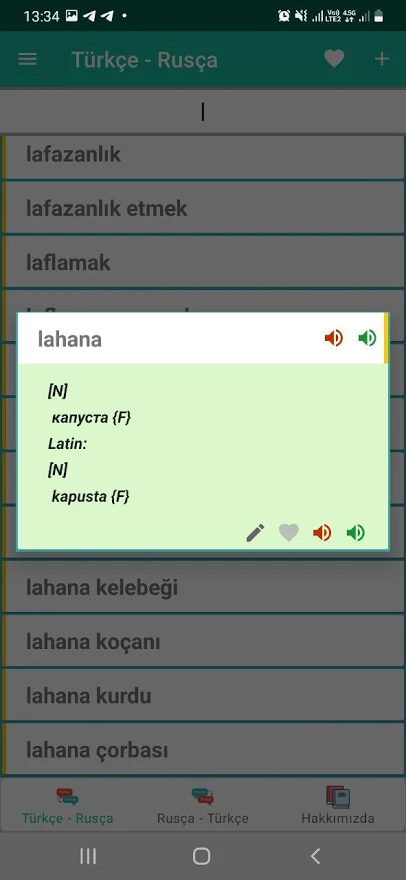 13:34
Türkçe - Rusça
lafazanlık
lafazanlık etmek
laflamak
lahana
[N]
капуста {F}
Latin:
[N]
kapusta {F}
lahana kelebeği
lahana koçanı
lahana kurdu
lahana çorbası
Türkçe - Rusça
Rusça - Türkçe
Hakkımızda